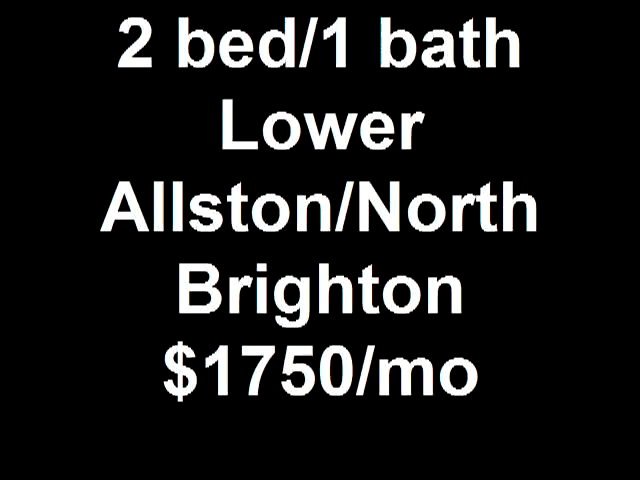 2 bed/1 bath
Lower
Allston/North
Brighton
$1750/mo